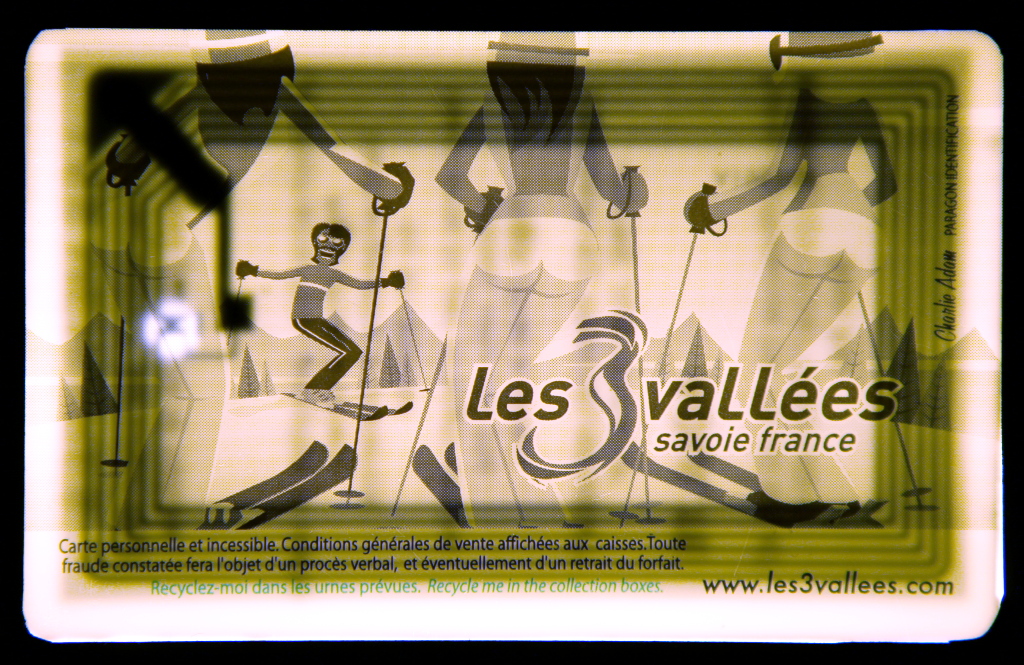 PARAGON IDENTIFICATION
Charlie Adam
Les 3 vallées
savoie france
Carte personnelle et incessible. Conditions générales de vente affichées aux caisses. Toute
fraude constatée fera l'objet d'un procès verbal, et éventuellement d'un retrait du forfait.
Recyclez-moi dans les urnes prévues. Recycle me in the collection boxes.
www.les3vallees.com